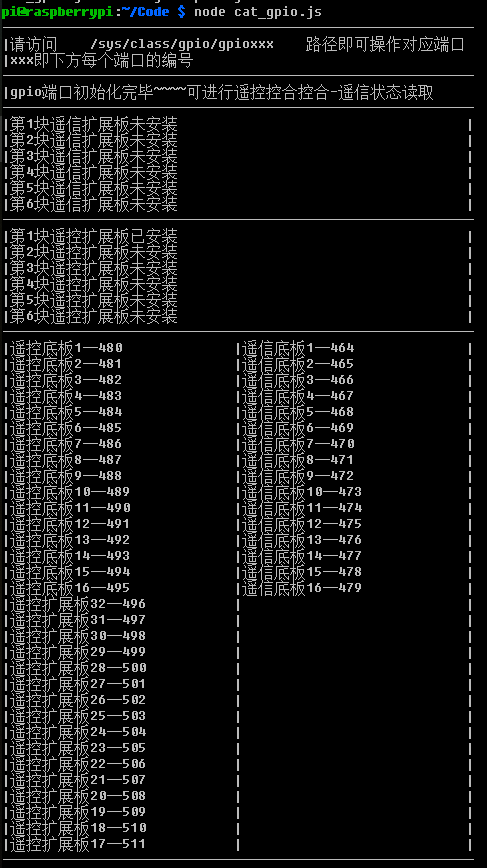 pi@raspberrypi:~/Code $ node cat_gpio.js
|请访问    /sys/class/gpio/gpioxxx    路径即可操作对应端口
|xxx即下方每个端口的编号
|gpio端口初始化完毕~~~~~可进行遥控控合控合-遥信状态读取
|第1块遥信扩展板未安装 |
|第2块遥信扩展板未安装 |
|第3块遥信扩展板未安装 |
|第4块遥信扩展板未安装 |
|第5块遥信扩展板未安装 |
|第6块遥信扩展板未安装 |
|第1块遥控扩展板已安装 |
|第2块遥控扩展板未安装 |
|第3块遥控扩展板未安装 |
|第4块遥控扩展板未安装 |
|第5块遥控扩展板未安装 |
|第6块遥控扩展板未安装 |
|遥控底板1--480 |遥信底板1--464 |
|遥控底板2--481 |遥信底板2--465 |
|遥控底板3--482 |遥信底板3--466 |
|遥控底板4--483 |遥信底板4--467 |
|遥控底板5--484 |遥信底板5--468 |
|遥控底板6--485 |遥信底板6--469 |
|遥控底板7--486 |遥信底板7--470 |
|遥控底板8--487 |遥信底板8--471 |
|遥控底板9--488 |遥信底板9--472 |
|遥控底板10--489 |遥信底板10--473 |
|遥控底板11--490 |遥信底板11--474 |
|遥控底板12--491 |遥信底板12--475 |
|遥控底板13--492 |遥信底板13--476 |
|遥控底板14--493 |遥信底板14--477 |
|遥控底板15--494 |遥信底板15--478 |
|遥控底板16--495 |遥信底板16--479 |
|遥控扩展板32--496 | |
|遥控扩展板31--497 | |
|遥控扩展板30--498 | |
|遥控扩展板29--499 | |
|遥控扩展板28--500 | |
|遥控扩展板27--501 | |
|遥控扩展板26--502 | |
|遥控扩展板25--503 | |
|遥控扩展板24--504 | |
|遥控扩展板23--505 | |
|遥控扩展板22--506 | |
|遥控扩展板21--507 | |
|遥控扩展板20--508 | |
|遥控扩展板19--509 | |
|遥控扩展板18--510 | |
|遥控扩展板17--511 | |